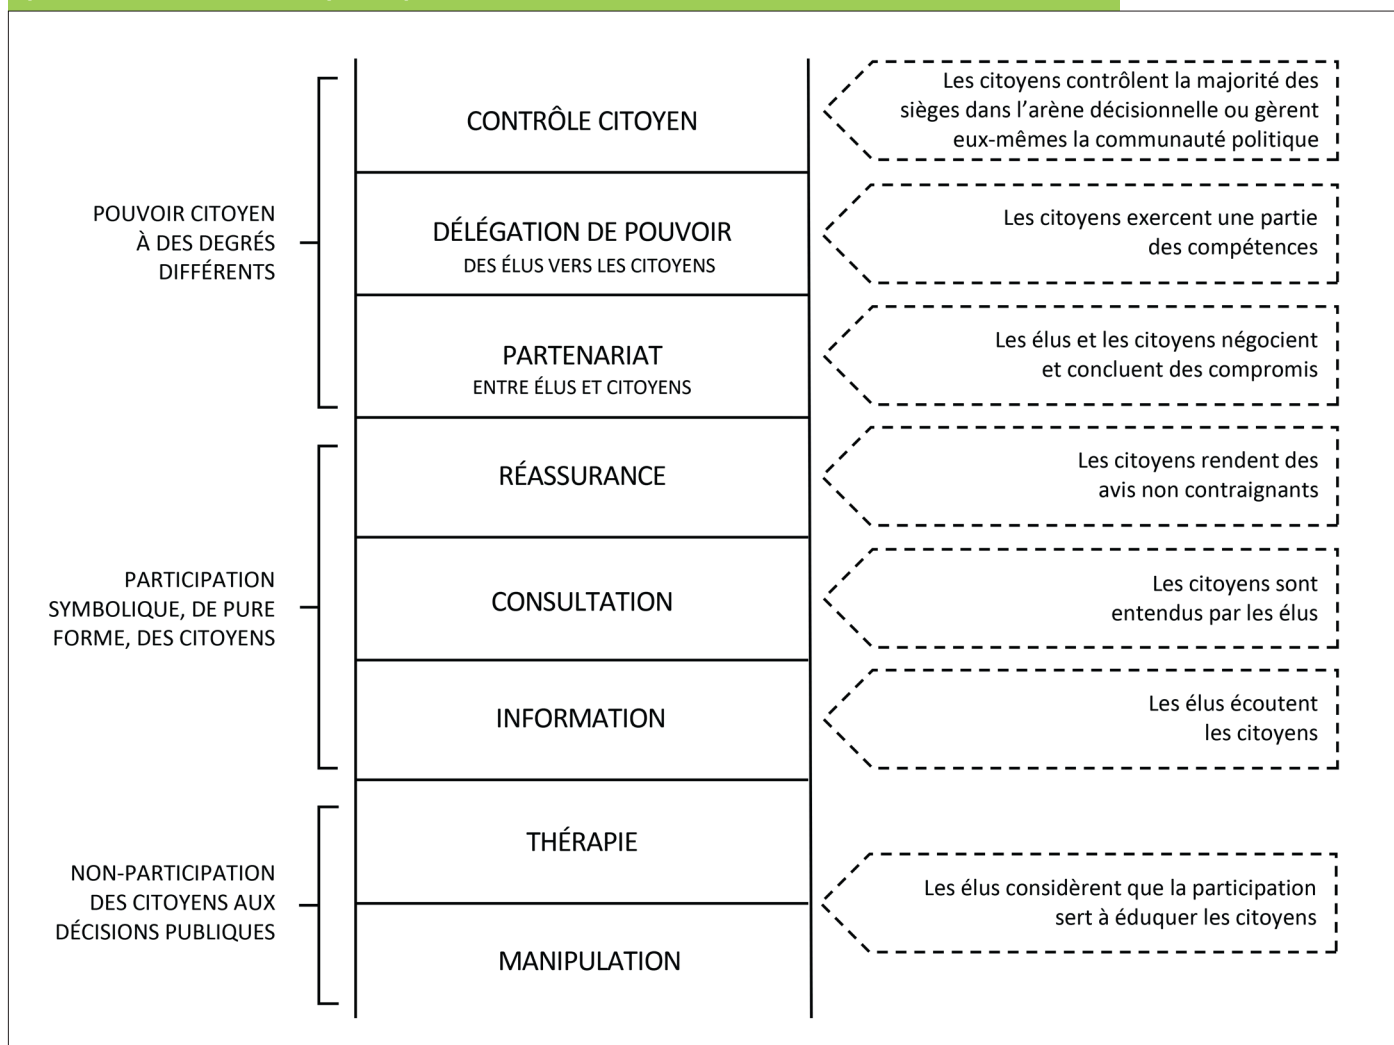 CONTRÔLE CITOYEN
Les citoyens contrôlent la majorité des
sièges dans l’arène décisionnelle ou gèrent
eux-mêmes la communauté politique
POUVOIR CITOYEN
À DES DEGRÉS
DIFFÉRENTS
DÉLÉGATION DE POUVOIR
DES ÉLUS VERS LES CITOYENS
Les citoyens exercent une partie
des compétences
PARTENARIAT
ENTRE ÉLUS ET CITOYENS
Les élus et les citoyens négocient
et concluent des compromis
RÉASSURANCE
Les citoyens rendent des
avis non contraignants
PARTICIPATION
SYMBOLIQUE, DE PURE
FORME, DES CITOYENS
CONSULTATION
Les citoyens sont
entendus par les élus
INFORMATION
Les élus écoutent
les citoyens
THÉRAPIE
NON-PARTICIPATION
DES CITOYENS AUX
DÉCISIONS PUBLIQUES
Les élus considèrent que la participation
sert à éduquer les citoyens
MANIPULATION